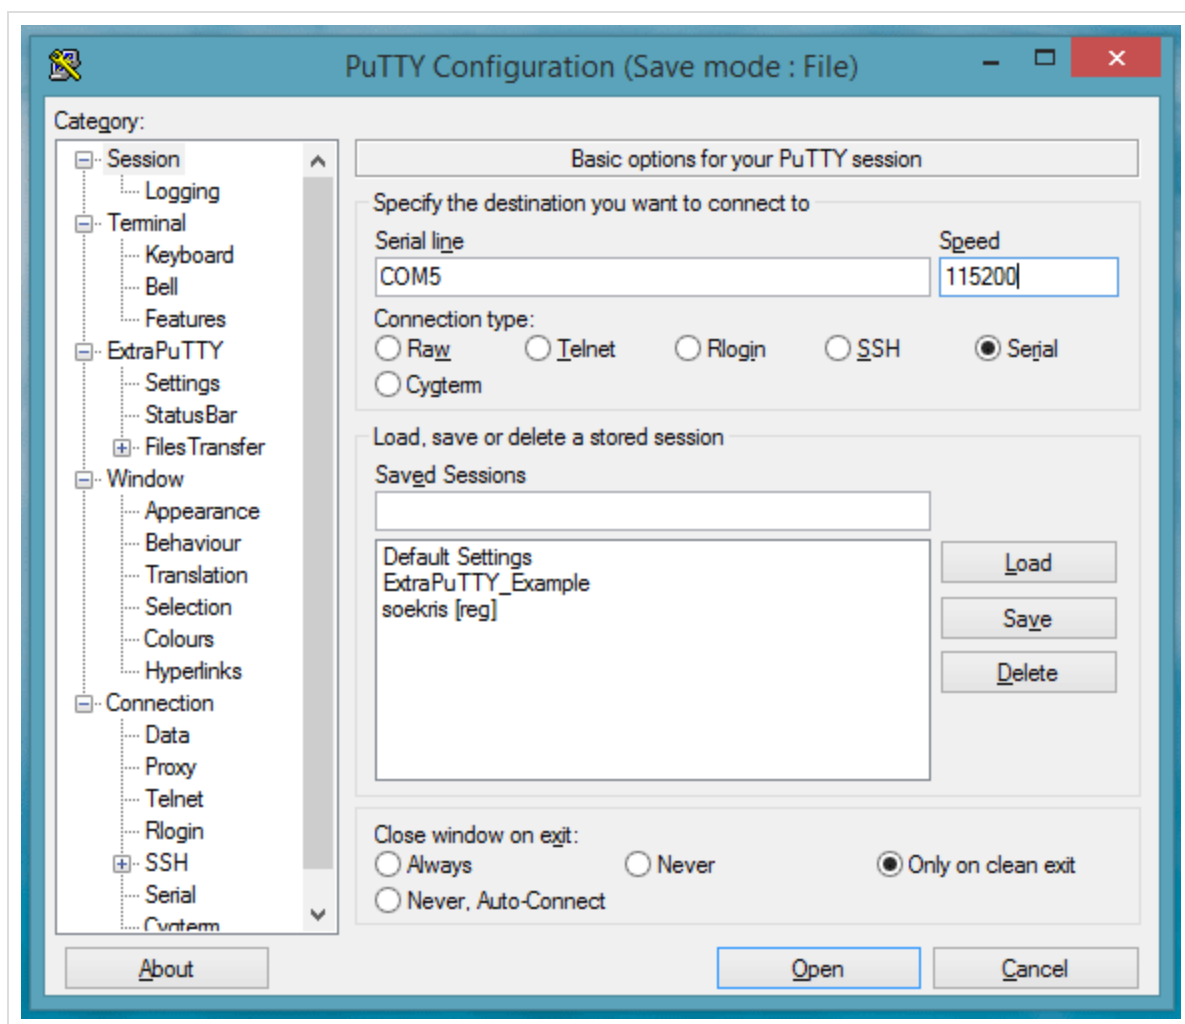 PuTTY Configuration (Save mode : File)
Category:
Session
Logging
Terminal
Keyboard
Bell
Features
ExtraPuTTY
Settings
StatusBar
FilesTransfer
Window
Appearance
Behaviour
Translation
Selection
Colours
Hyperlinks
Connection
Data
Proxy
Telnet
Rlogin
SSH
Serial
Cygterm
Basic options for your PuTTY session
Specify the destination you want to connect to
Serial line Speed
COM5 115200
Connection type:
Raw Telnet Rlogin SSH Serial
Cygterm
Load, save or delete a stored session
Saved Sessions
Default Settings
ExtraPuTTY_Example
soekris [reg]
Load
Save
Delete
Close window on exit:
Always Never Only on clean exit
Never, Auto-Connect
About Open Cancel